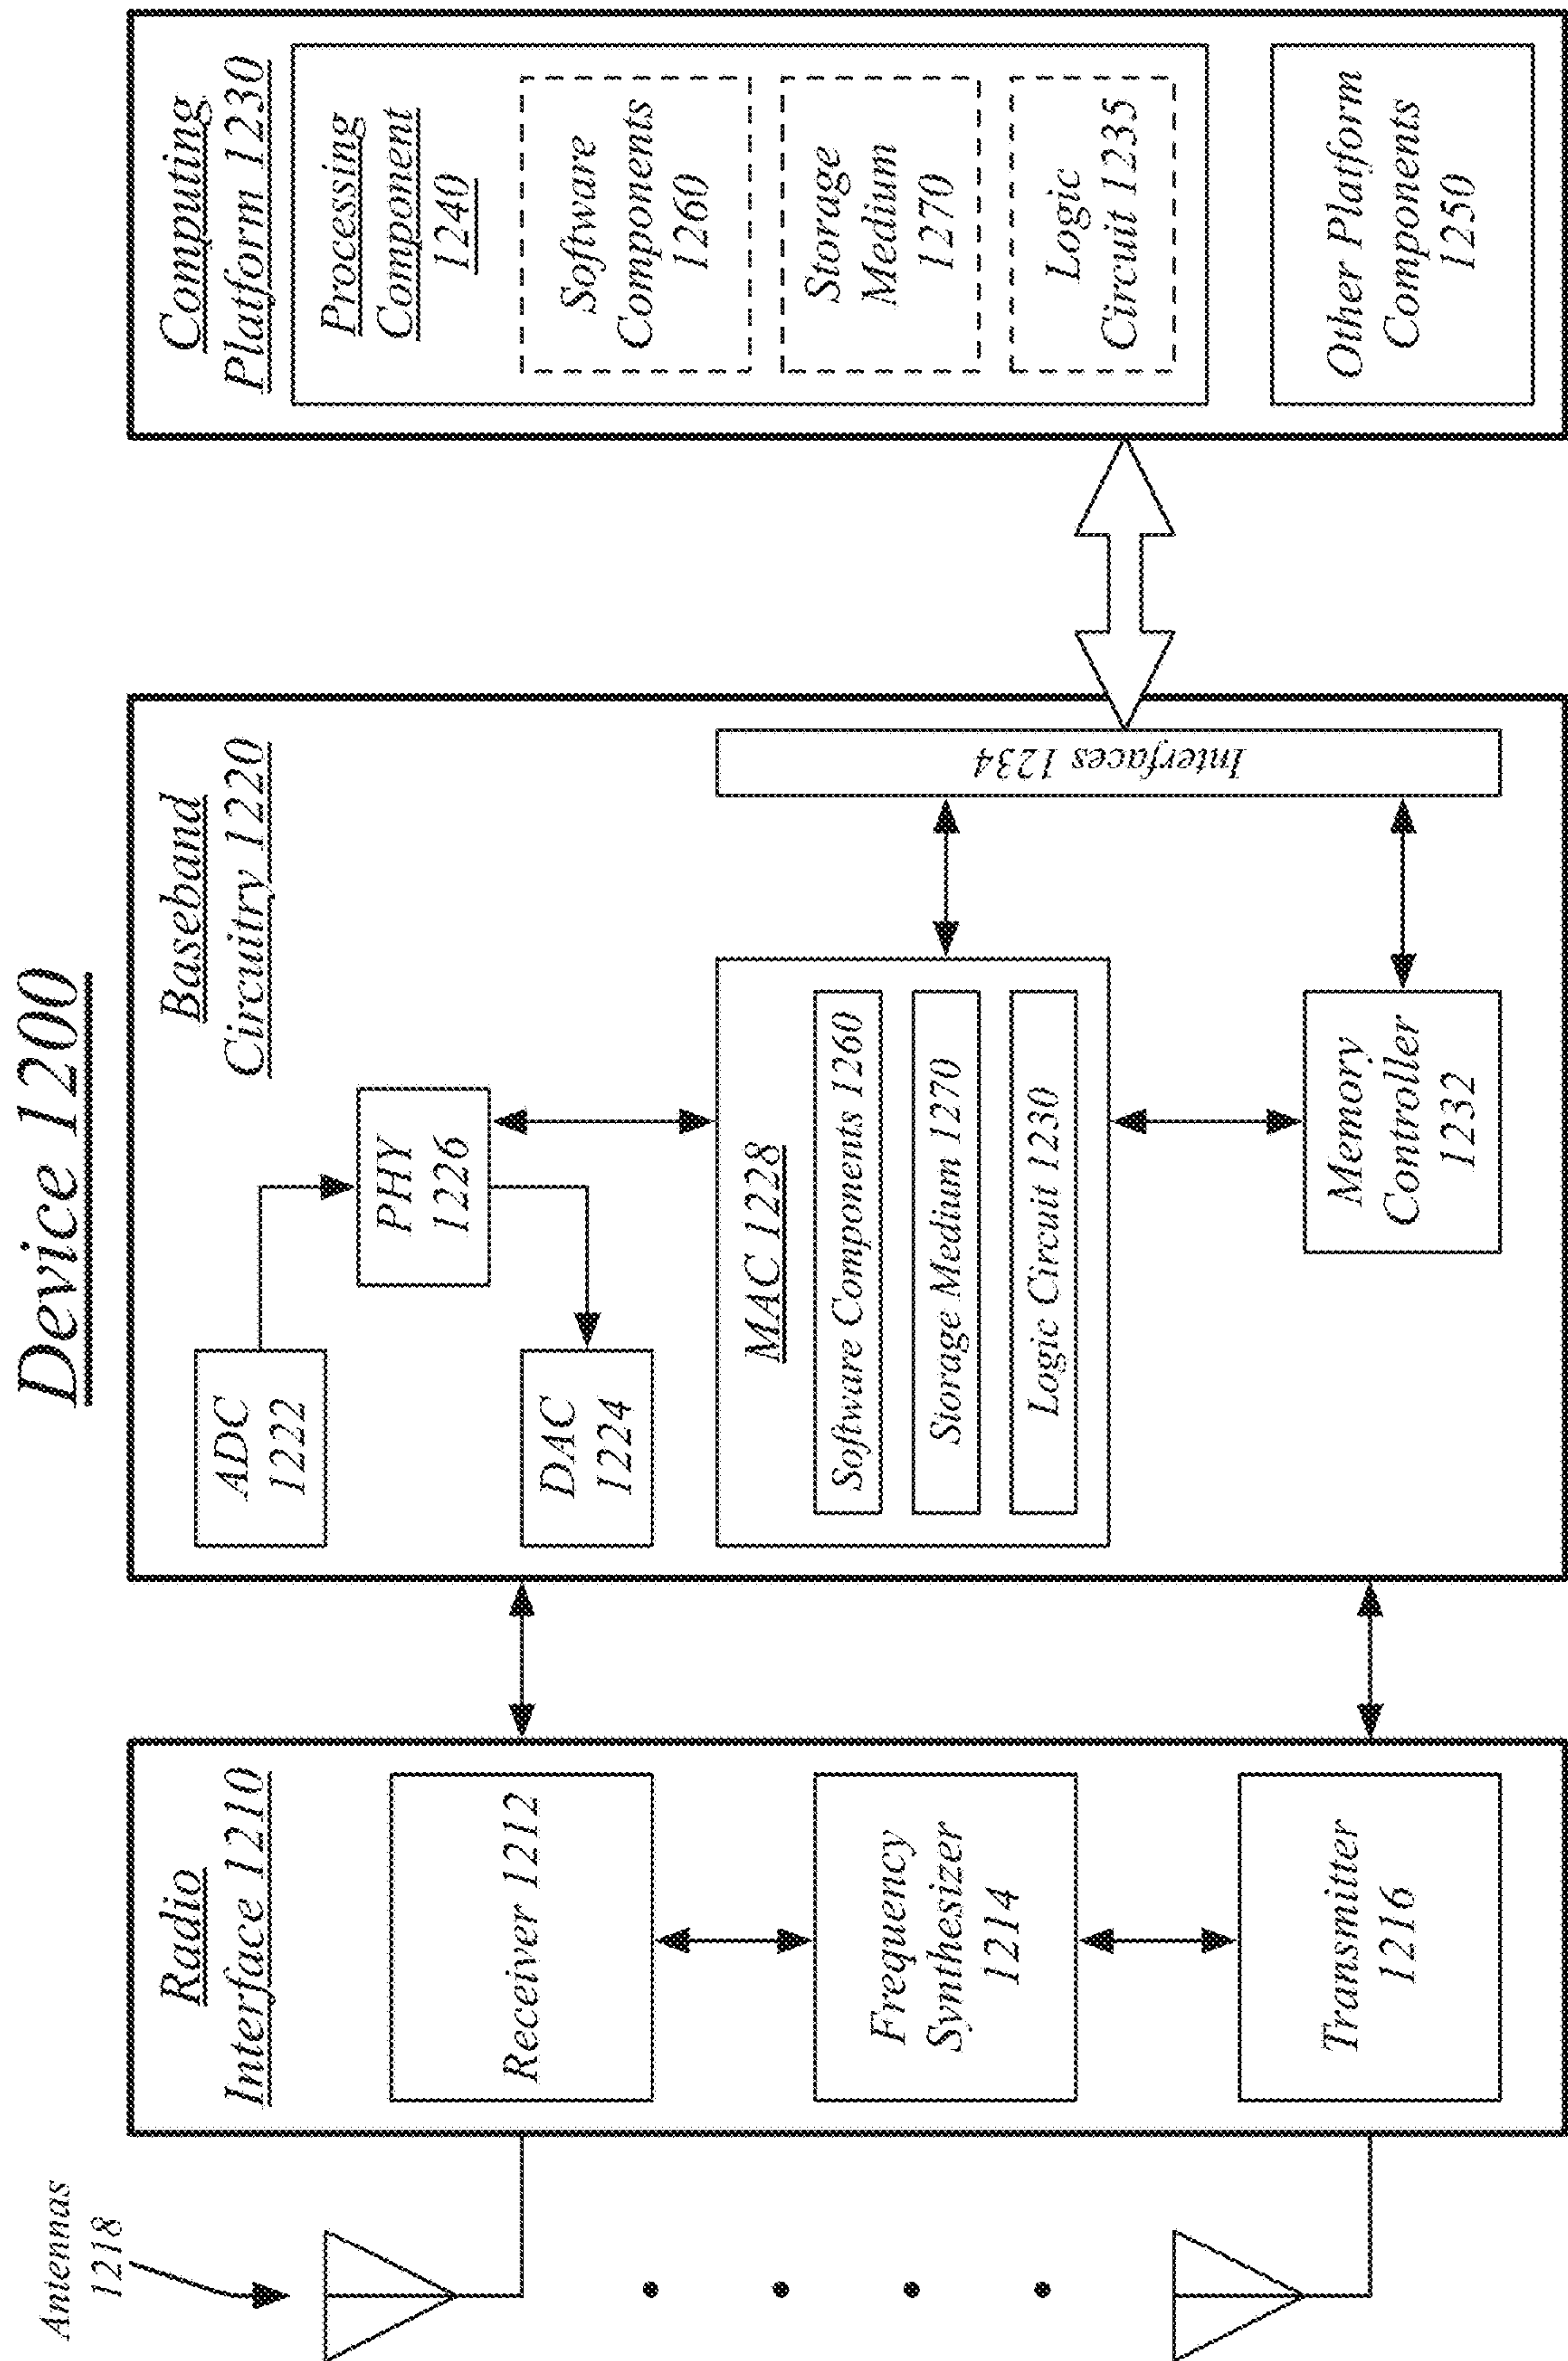 Device 1200
Antennas
1218
Radio
Interface 1210
Receiver 1212
Frequency
Synthesizer
1214
Transmitter
1216
Baseband
Circuitry 1220
ADC
1222
PHY
1226
DAC
1224
MAC 1228
Software Components 1260
Storage Medium 1270
Logic Circuit 1230
Memory
Controller
1232
Interfaces 1234
Computing
Platform 1230
Processing
Component
1240
Software
Components
1260
Storage
Medium
1270
Logic
Circuit 1235
Other Platform
Components
1250